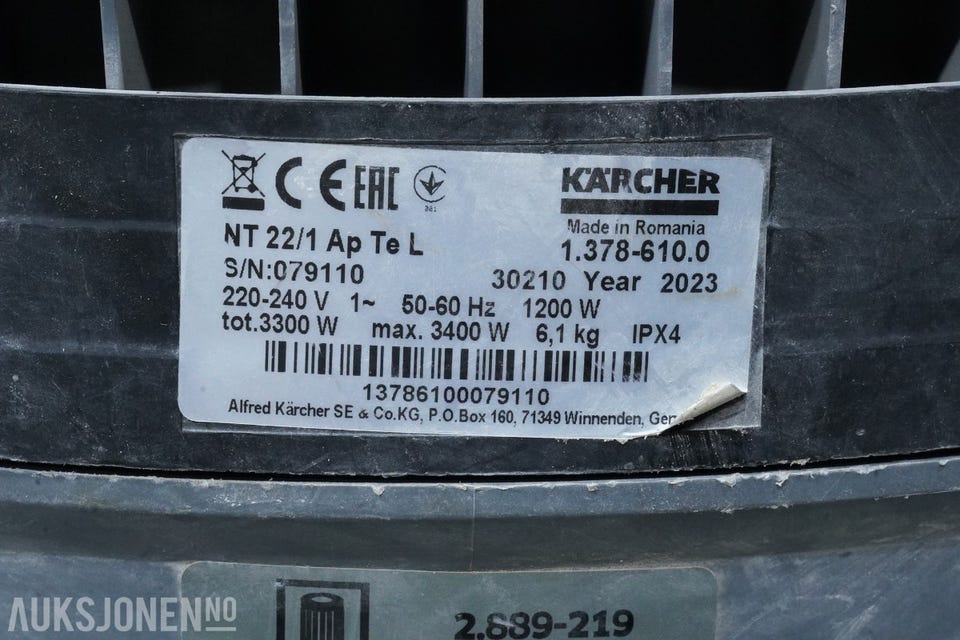 CE EAC
KÄRCHER
Made in Romania
NT 22/1 Ap Te L
1.378-610.0
S/N:079110
30210 Year 2023
220-240 V 1~ 50-60 Hz 1200 W
tot.3300 W max. 3400 W 6,1 kg IPX4
13786100079110
Alfred Kärcher SE & Co.KG, P.O.Box 160, 71349 Winnenden,
2.889-219
AUKSJONEN.NO